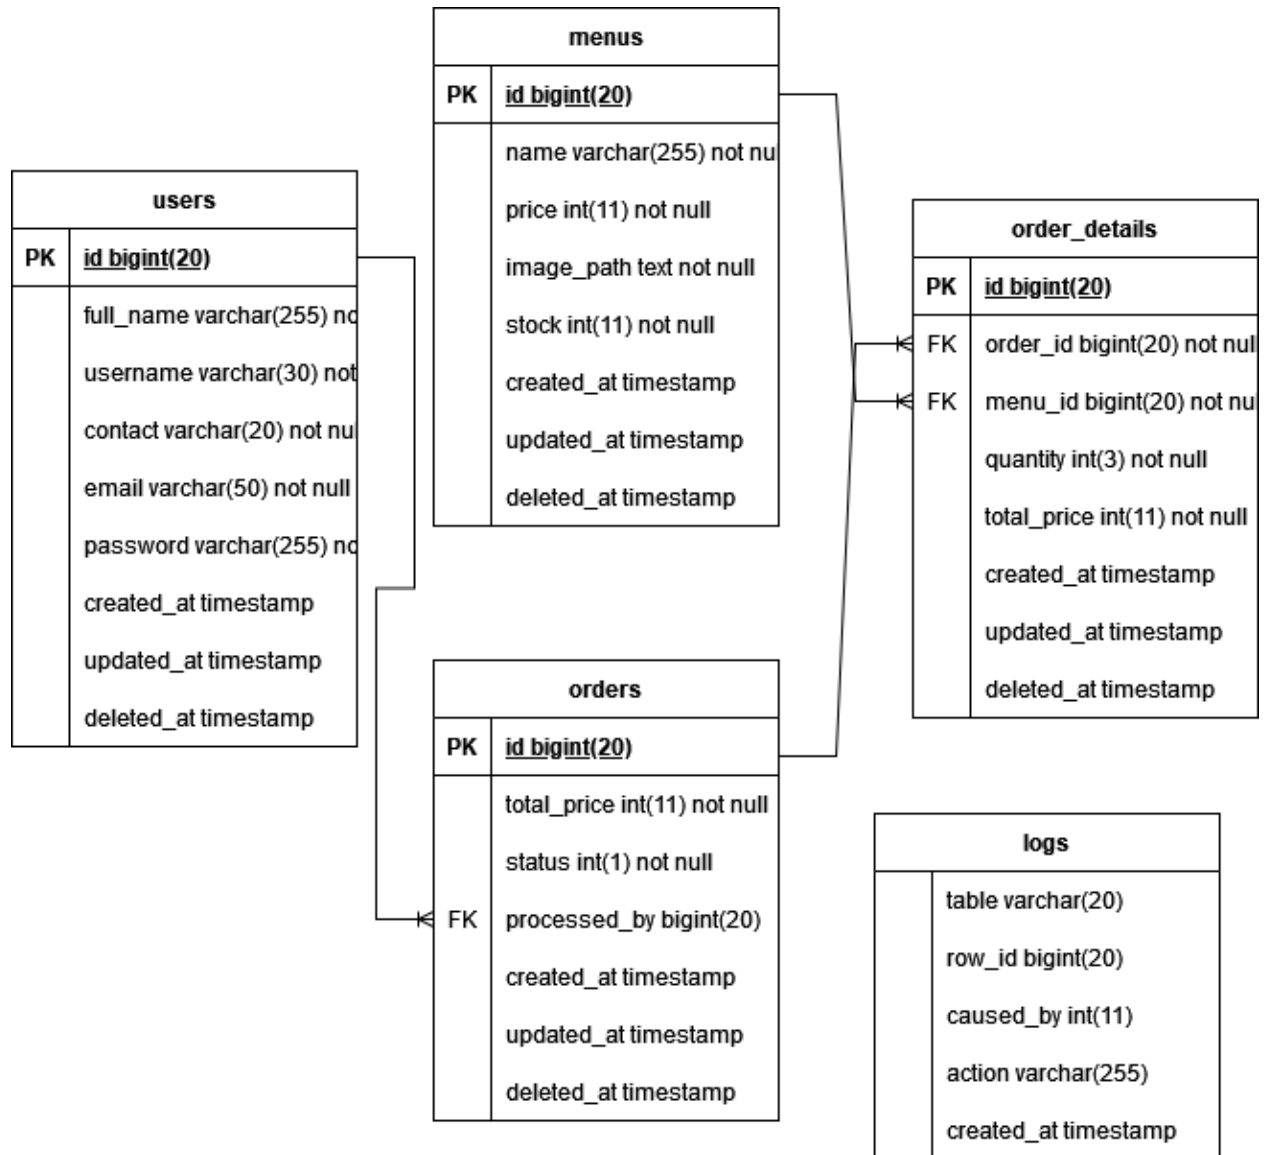 menus
PK id bigint(20)
name varchar(255) not nul
price int(11) not null
image_path text not null
stock int(11) not null
created_at timestamp
updated_at timestamp
deleted_at timestamp
users
PK id bigint(20)
full_name varchar(255) no
username varchar(30) not
contact varchar(20) not nul
email varchar(50) not null
password varchar(255) no
created_at timestamp
updated_at timestamp
deleted_at timestamp
order_details
PK id bigint(20)
FK order_id bigint(20) not null
FK menu_id bigint(20) not nul
quantity int(3) not null
total_price int(11) not null
created_at timestamp
updated_at timestamp
deleted_at timestamp
orders
PK id bigint(20)
total_price int(11) not null
status int(1) not null
FK processed_by bigint(20)
created_at timestamp
updated_at timestamp
deleted_at timestamp
logs
table varchar(20)
row_id bigint(20)
caused_by int(11)
action varchar(255)
created_at timestamp